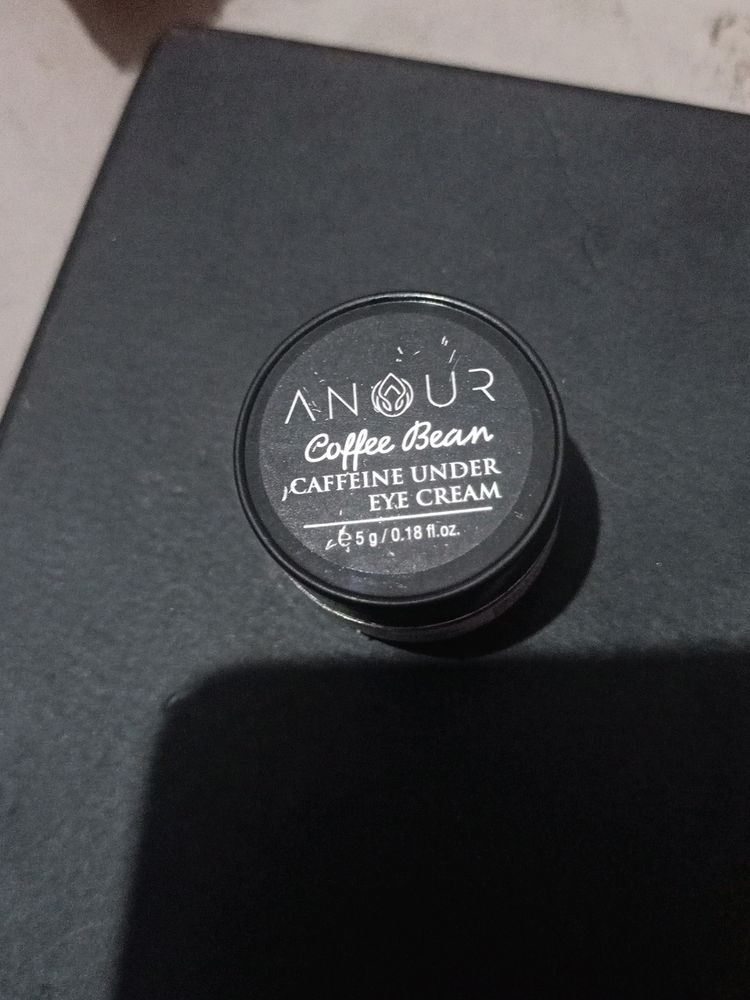 ANOUR
Coffee Bean
CAFFEINE UNDER
EYE CREAM
℮ 5 g / 0.18 fl.oz.